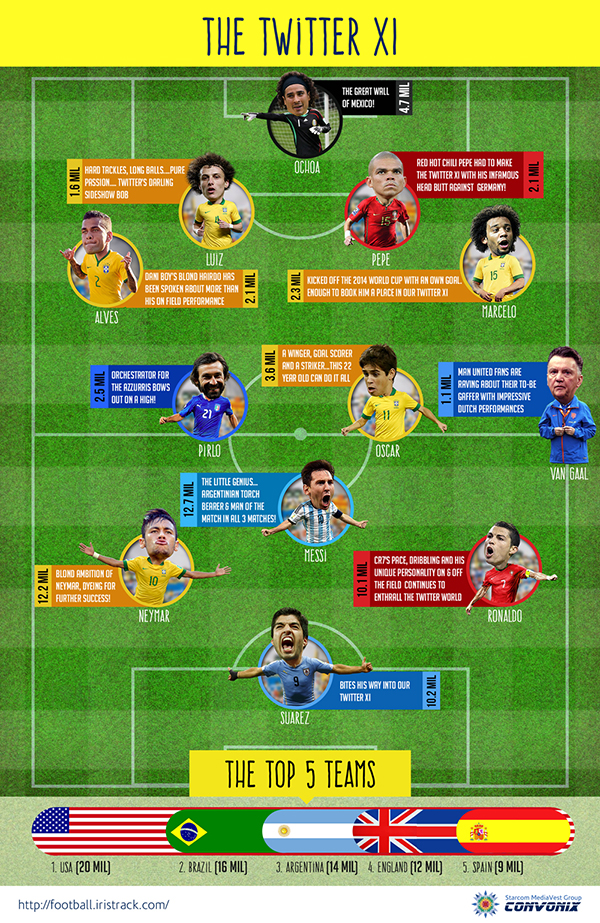 THE TWITTER XI
THE GREAT WALL
OF MEXICO!
4.7 MIL
OCHOA
1.6 MIL
HARD TACKLES, LONG BALLS....PURE
PASSION.... TWITTER'S DARLING
SIDESHOW BOB
LUIZ
RED HOT CHILI PEPE HAD TO MAKE
THE TWITTER XI WITH HIS INFAMOUS
HEAD BUTT AGAINST GERMANY!
2.1 MIL
15
PEPE
2
ALVES
DANI BOY'S BLOND HAIRDO HAS
BEEN SPOKEN ABOUT MORE THAN
HIS ON FIELD PERFORMANCE
2.1 MIL
2.3 MIL
KICKED OFF THE 2014 WORLD CUP WITH AN OWN GOAL.
ENOUGH TO BOOK HIM A PLACE IN OUR TWITTER XI
15
MARCELO
2.5 MIL
ORCHESTRATOR FOR
THE AZZURRIS BOWS
OUT ON A HIGH!
21
PIRLO
3.6 MIL
A WINGER, GOAL SCORER
AND A STRIKER...THIS 22
YEAR OLD CAN DO IT ALL
11
OSCAR
1.1 MIL
MAN UNITED FANS ARE
RAVING ABOUT THEIR TO-BE
GAFFER WITH IMPRESSIVE
DUTCH PERFORMANCES
VAN GAAL
12.7 MIL
THE LITTLE GENIUS...
ARGENTINIAN TORCH
BEARER & MAN OF THE
MATCH IN ALL 3 MATCHES!
MESSI
12.2 MIL
BLOND AMBITION OF
NEYMAR, DYEING FOR
FURTHER SUCCESS!
10
NEYMAR
10.1 MIL
CR7'S PACE, DRIBBLING AND HIS
UNIQUE PERSONALITY ON & OFF
THE FIELD CONTINUES TO
ENTHRALL THE TWITTER WORLD
7
RONALDO
9
SUAREZ
BITES HIS WAY INTO OUR
TWITTER XI
10.2 MIL
THE TOP 5 TEAMS
1. USA (20 MIL)
2. BRAZIL (16 MIL)
3. ARGENTINA (14 MIL)
4. ENGLAND (12 MIL)
5. SPAIN (9 MIL)
http://football.iristrack.com/
Starcom MediaVest Group
CONVONIX